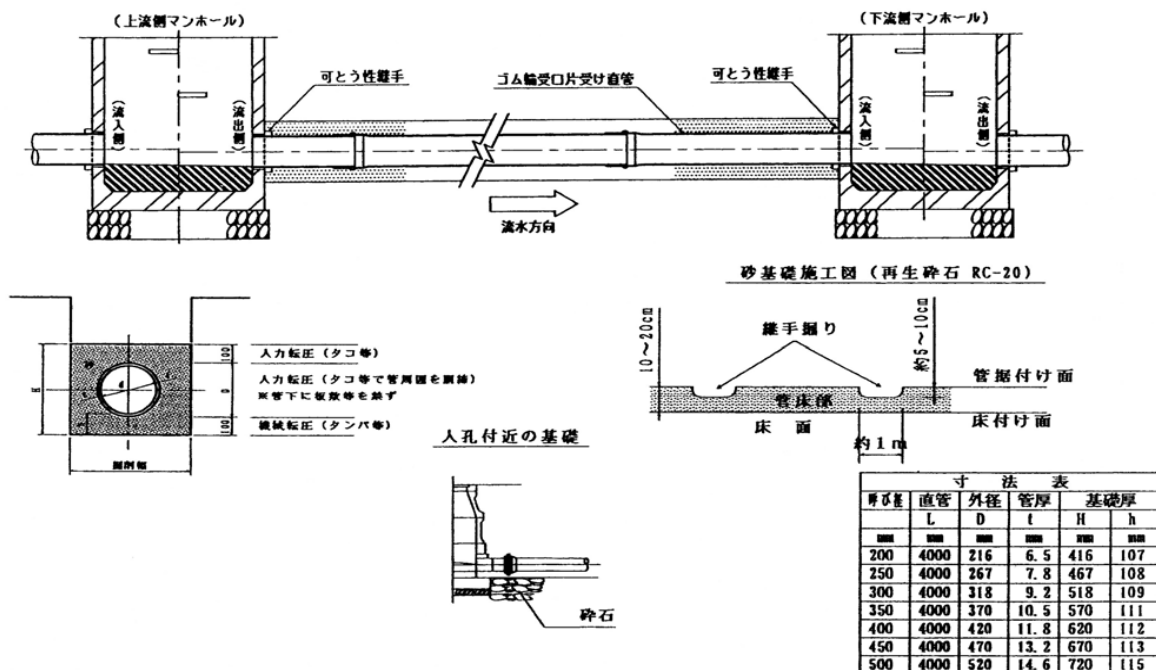 (上流側マンホール)
(下流側マンホール)
可とう性継手
ゴム輪受口片受け直管
可とう性継手
(流入側)
(流出側)
(流入側)
(流出側)
流水方向
砂基礎施工図 (再生砕石 RC-20)
人力転圧 (タコ等)
人力転圧 (タコ等で管周囲を
※管下に
機械転圧 (タンパ等)
100
D
100
H
d
砂
掘削幅
10〜20cm
継手掘り
約5〜10cm
管据付け面
管床部
床付け面
床 面
約1m
人孔付近の基礎
砕石
寸 法 表
呼び径 直管 外径 管厚 基礎厚
L D t H h
mm mm mm mm mm mm
200 4000 216 6.5 416 107
250 4000 267 7.8 467 108
300 4000 318 9.2 518 109
350 4000 370 10.5 570 111
400 4000 420 11.8 620 112
450 4000 470 13.2 670 113
500 4000 520 14.6 720 115